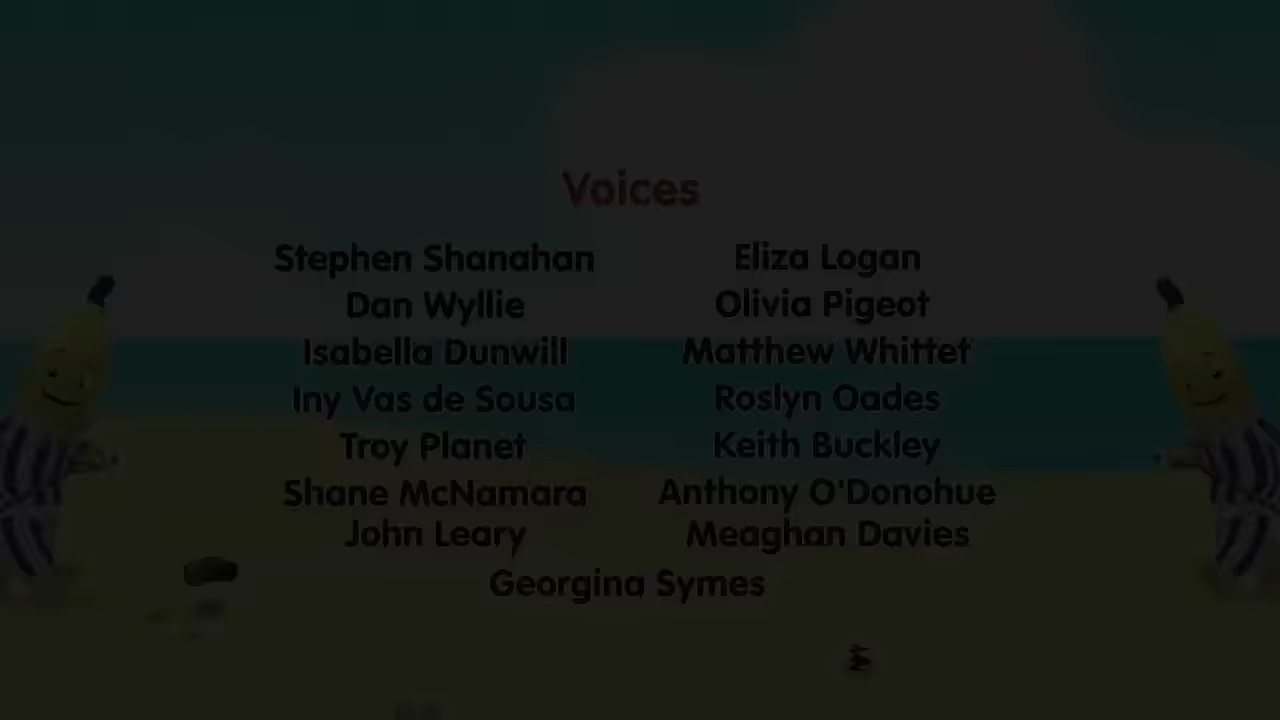 Voices
Stephen Shanahan Eliza Logan
Dan Wyllie Olivia Pigeot
Isabella Dunwill Matthew Whittet
Iny Vas de Sousa Roslyn Oades
Troy Planet Keith Buckley
Shane McNamara Anthony O'Donohue
John Leary Meaghan Davies
Georgina Symes